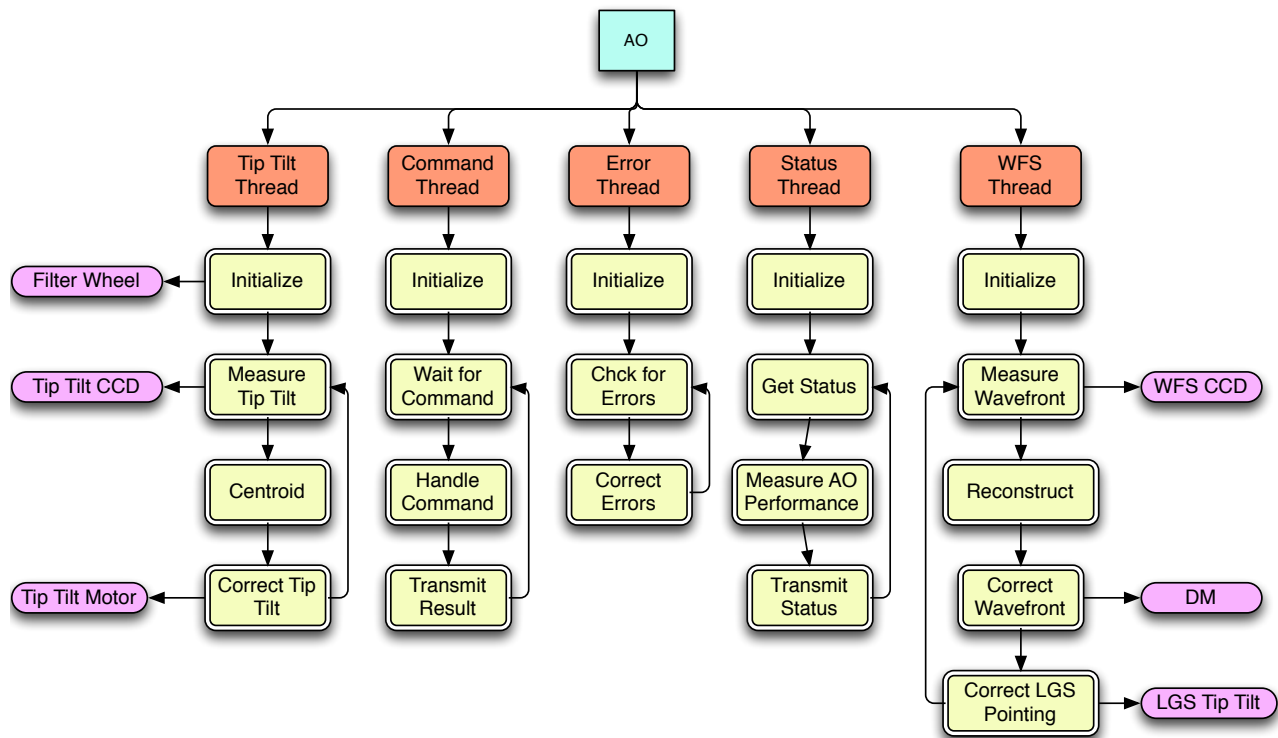 AO
Tip Tilt
Thread
Command
Thread
Error
Thread
Status
Thread
WFS
Thread
Filter Wheel
Initialize
Initialize
Initialize
Initialize
Initialize
Tip Tilt CCD
Measure
Tip Tilt
Wait for
Command
Chck for
Errors
Get Status
Measure
Wavefront
WFS CCD
Centroid
Handle
Command
Correct
Errors
Measure AO
Performance
Reconstruct
Tip Tilt Motor
Correct Tip
Tilt
Transmit
Result
Transmit
Status
Correct
Wavefront
DM
Correct LGS
Pointing
LGS Tip Tilt